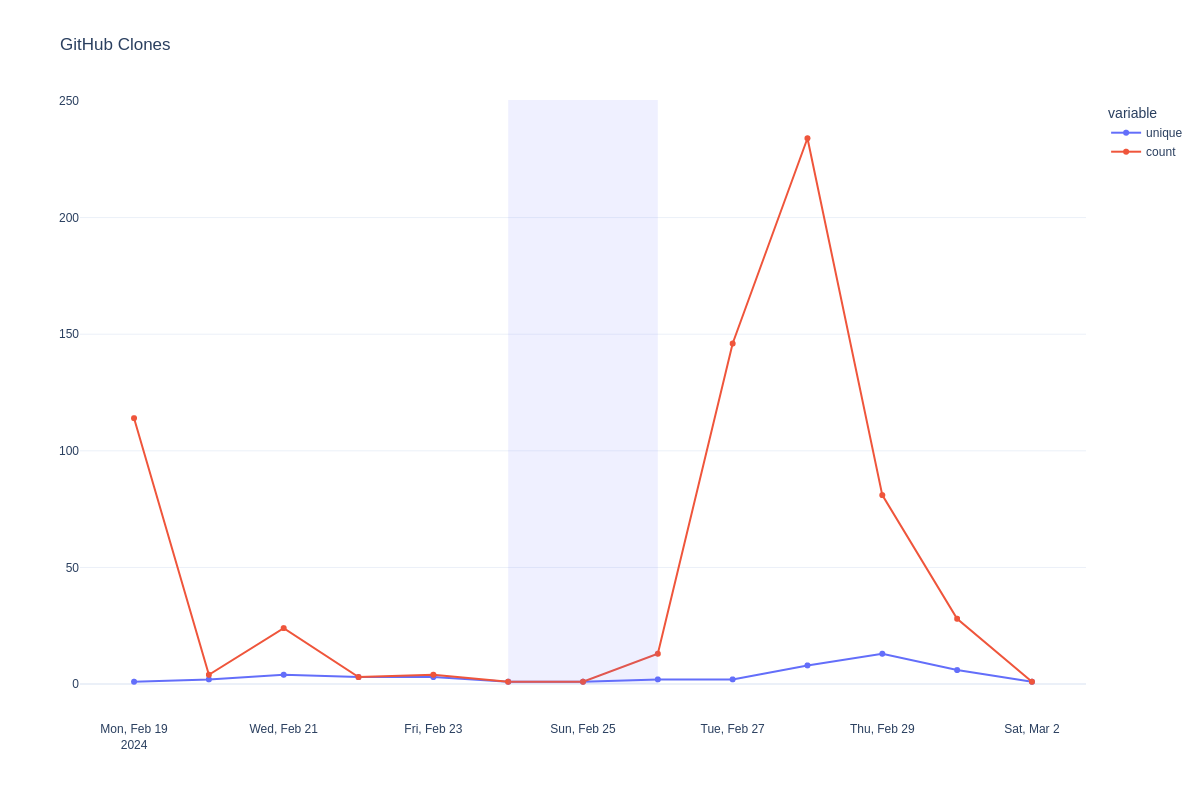 GitHub Clones
250
200
150
100
50
0
Mon, Feb 19
2024
Wed, Feb 21
Fri, Feb 23
Sun, Feb 25
Tue, Feb 27
Thu, Feb 29
Sat, Mar 2
variable
unique
count